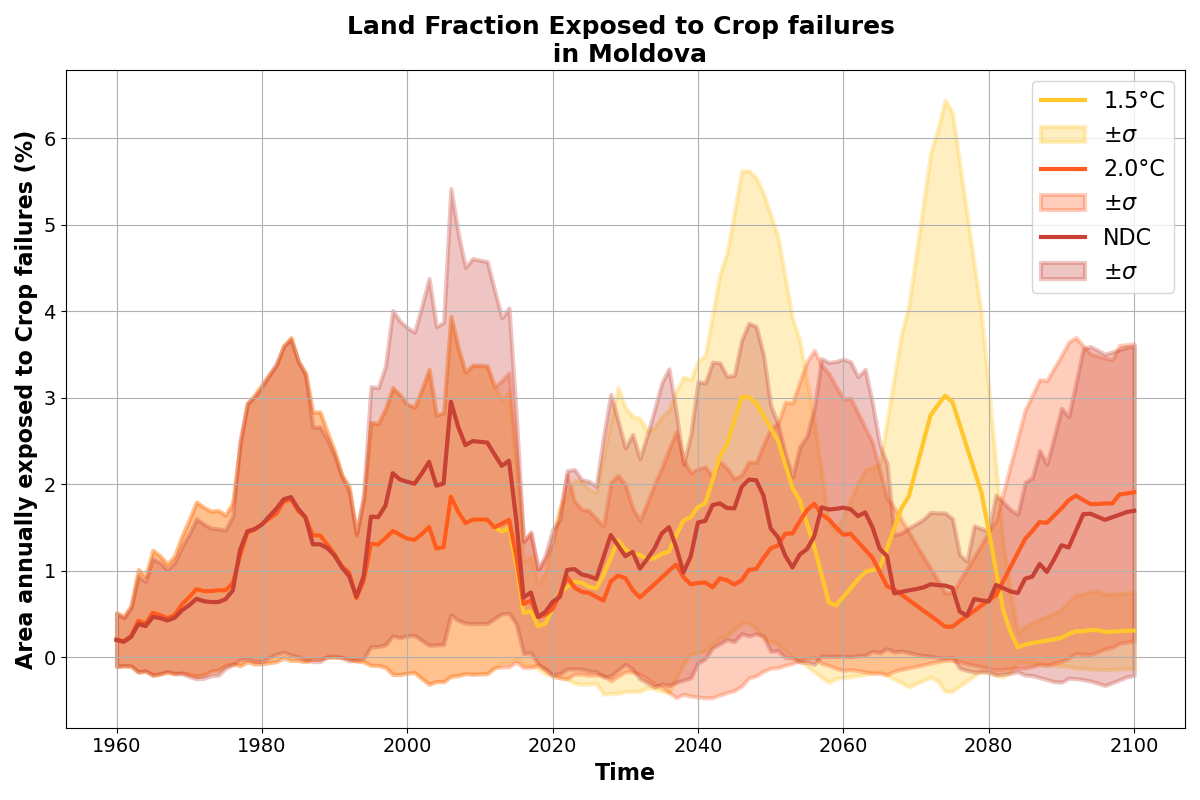 Land Fraction Exposed to Crop failures
in Moldova
Area annually exposed to Crop failures (%)
6
5
4
3
2
1
0
1960 1980 2000 2020 2040 2060 2080 2100
Time
1.5°C
±σ
2.0°C
±σ
NDC
±σ